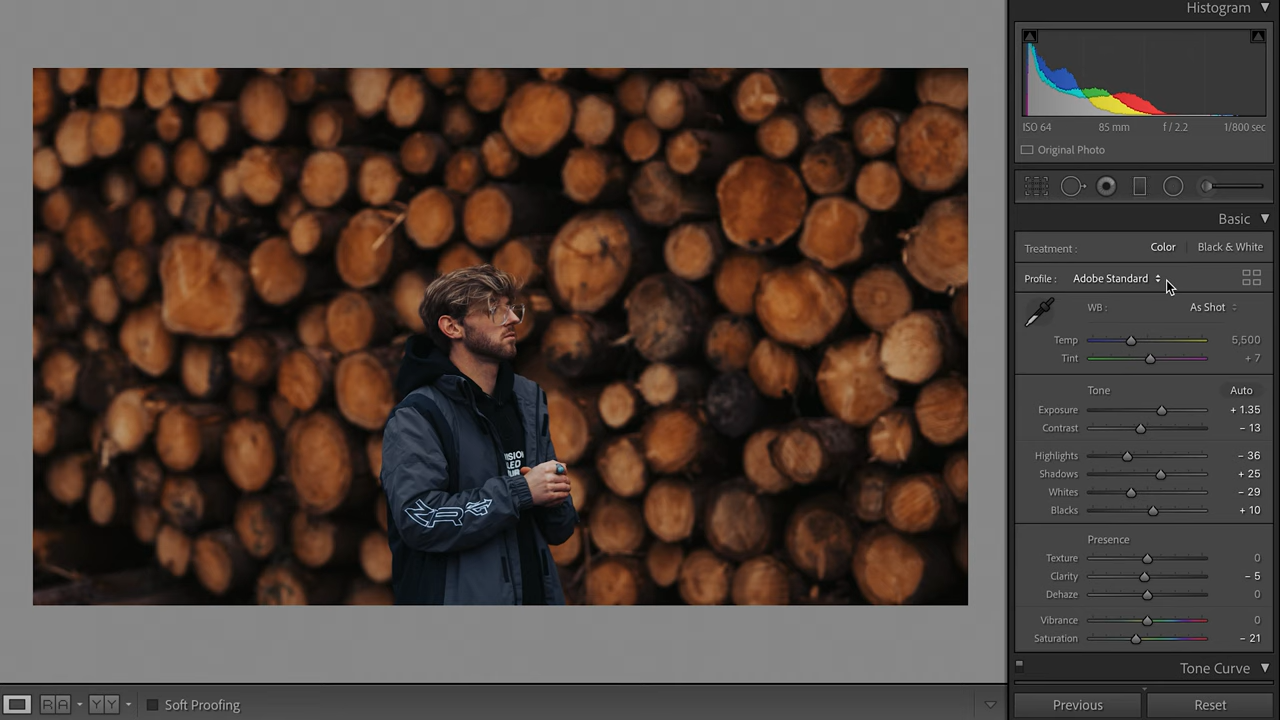 Histogram
ISO 64 85 mm f / 2.2 1/800 sec
Original Photo
Basic
Treatment : Color Black & White
Profile : Adobe Standard
WB : As Shot
Temp 5,500
Tint + 7
Tone Auto
Exposure + 1.35
Contrast - 13
Highlights - 36
Shadows + 25
Whites - 29
Blacks + 10
Presence
Texture 0
Clarity - 5
Dehaze 0
Vibrance 0
Saturation - 21
Tone Curve
Previous Reset
R A Y Y Soft Proofing